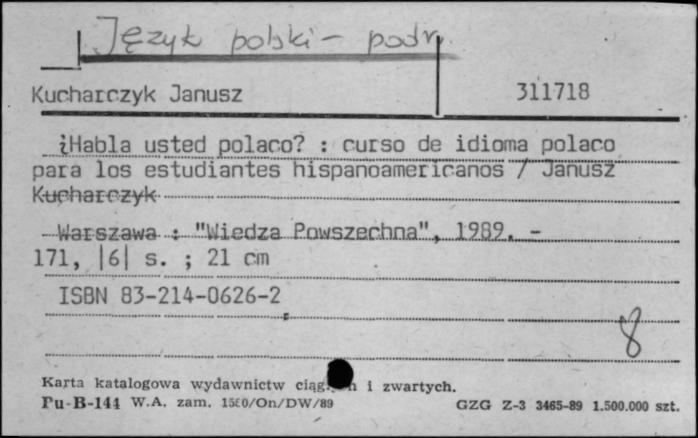 Język polski - podr.
Kucharczyk Janusz 311718
¿Habla usted polaco? : curso de idioma polaco
para los estudiantes hispanoamericanos / Janusz
Kucharczyk
Warszawa : "Wiedza Powszechna", 1989. -
171, |6| s. ; 21 cm
ISBN 83-214-0626-2
8
Karta katalogowa wydawnictw i zwartych.
Pu-B-144 W.A. zam. 1580/On/DW/89 GZG Z-3 3465-89 1.500.000 szt.